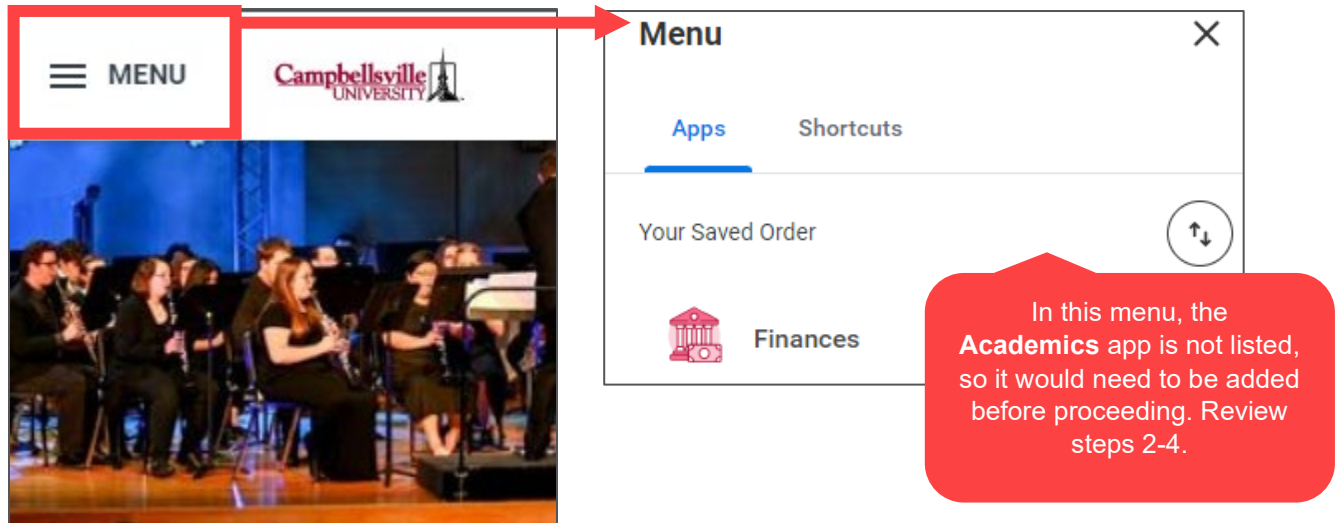 MENU
Campbellsville
UNIVERSITY
Menu
Apps Shortcuts
Your Saved Order
Finances
In this menu, the
Academics app is not listed,
so it would need to be added
before proceeding. Review
steps 2-4.